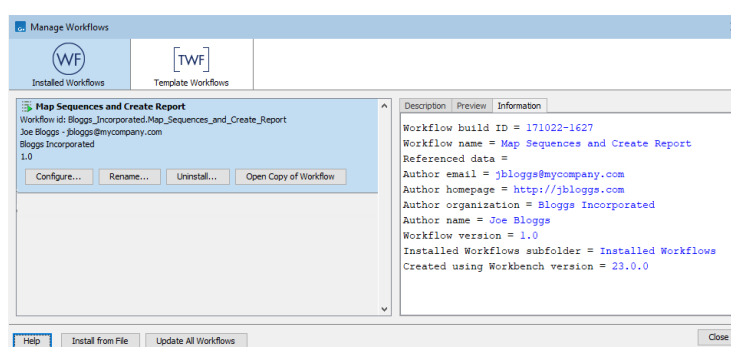 Manage Workflows
WF
Installed Workflows
TWF
Template Workflows
Map Sequences and Create Report
Workflow id: Bloggs_Incorporated.Map_Sequences_and_Create_Report
Joe Bloggs - jbloggs@mycompany.com
Bloggs Incorporated
1.0
Configure... Rename... Uninstall... Open Copy of Workflow
Description Preview Information
Workflow build ID = 171022-1627
Workflow name = Map Sequences and Create Report
Referenced data =
Author email = jbloggs@mycompany.com
Author homepage = http://jbloggs.com
Author organization = Bloggs Incorporated
Author name = Joe Bloggs
Workflow version = 1.0
Installed Workflows subfolder = Installed Workflows
Created using Workbench version = 23.0.0
Help Install from File Update All Workflows Close